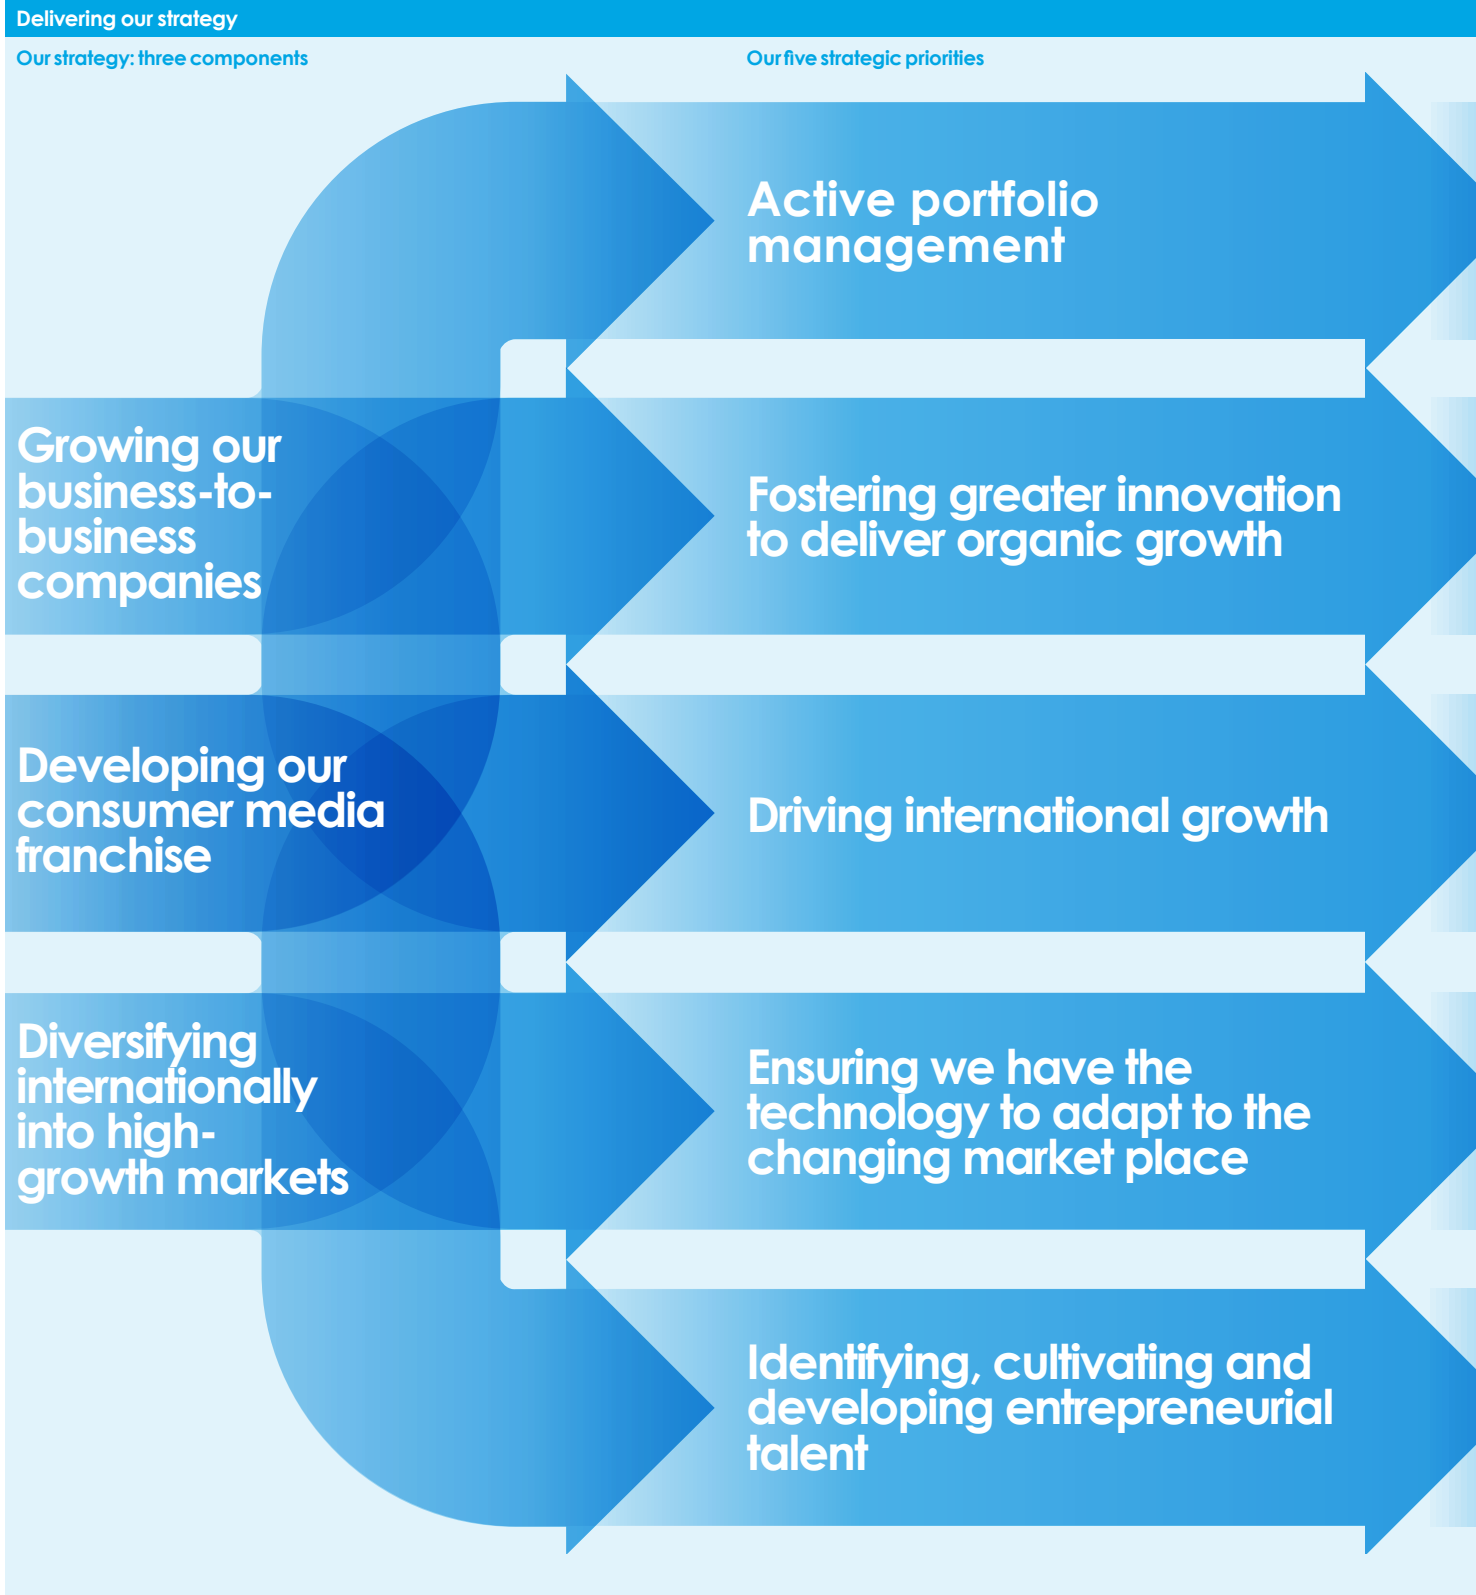 Delivering our strategy
Our strategy: three components
Our five strategic priorities
Growing our
business-to-
business
companies
Developing our
consumer media
franchise
Diversifying
internationally
into high-
growth markets
Active portfolio
management
Fostering greater innovation
to deliver organic growth
Driving international growth
Ensuring we have the
technology to adapt to the
changing market place
Identifying, cultivating and
developing entrepreneurial
talent